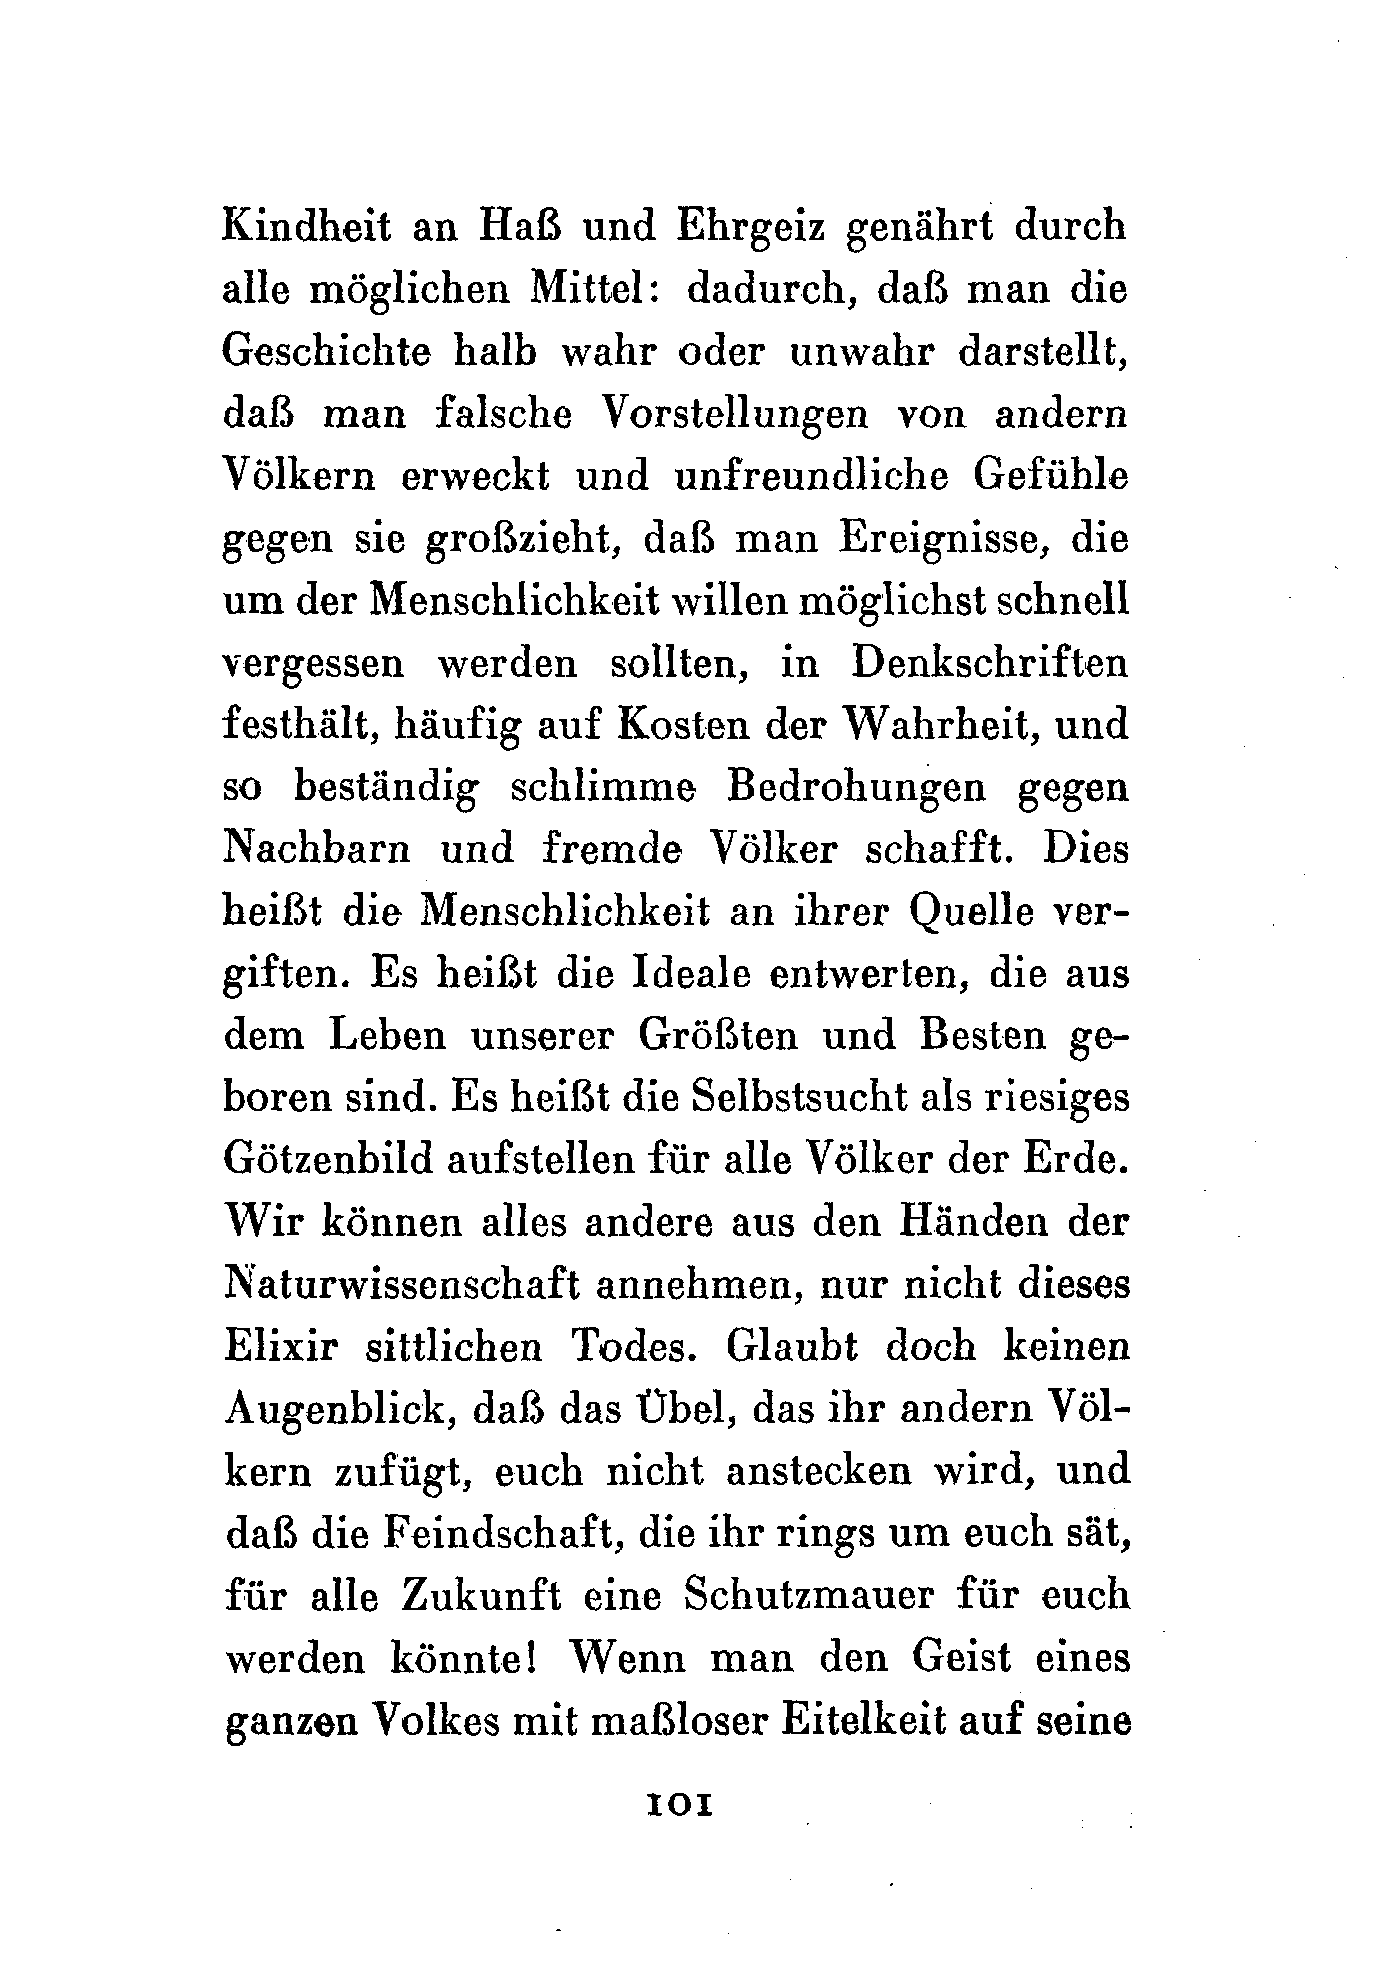 Kindheit an Haß und Ehrgeiz genährt durch
alle möglichen Mittel: dadurch, daß man die
Geschichte halb wahr oder unwahr darstellt,
daß man falsche Vorstellungen von andern
Völkern erweckt und unfreundliche Gefühle
gegen sie großzieht, daß man Ereignisse, die
um der Menschlichkeit willen möglichst schnell
vergessen werden sollten, in Denkschriften
festhält, häufig auf Kosten der Wahrheit, und
so beständig schlimme Bedrohungen gegen
Nachbarn und fremde Völker schafft. Dies
heißt die Menschlichkeit an ihrer Quelle ver-
giften. Es heißt die Ideale entwerten, die aus
dem Leben unserer Größten und Besten ge-
boren sind. Es heißt die Selbstsucht als riesiges
Götzenbild aufstellen für alle Völker der Erde.
Wir können alles andere aus den Händen der
Naturwissenschaft annehmen, nur nicht dieses
Elixir sittlichen Todes. Glaubt doch keinen
Augenblick, daß das Übel, das ihr andern Völ-
kern zufügt, euch nicht anstecken wird, und
daß die Feindschaft, die ihr rings um euch sät,
für alle Zukunft eine Schutzmauer für euch
werden könnte! Wenn man den Geist eines
ganzen Volkes mit maßloser Eitelkeit auf seine
101